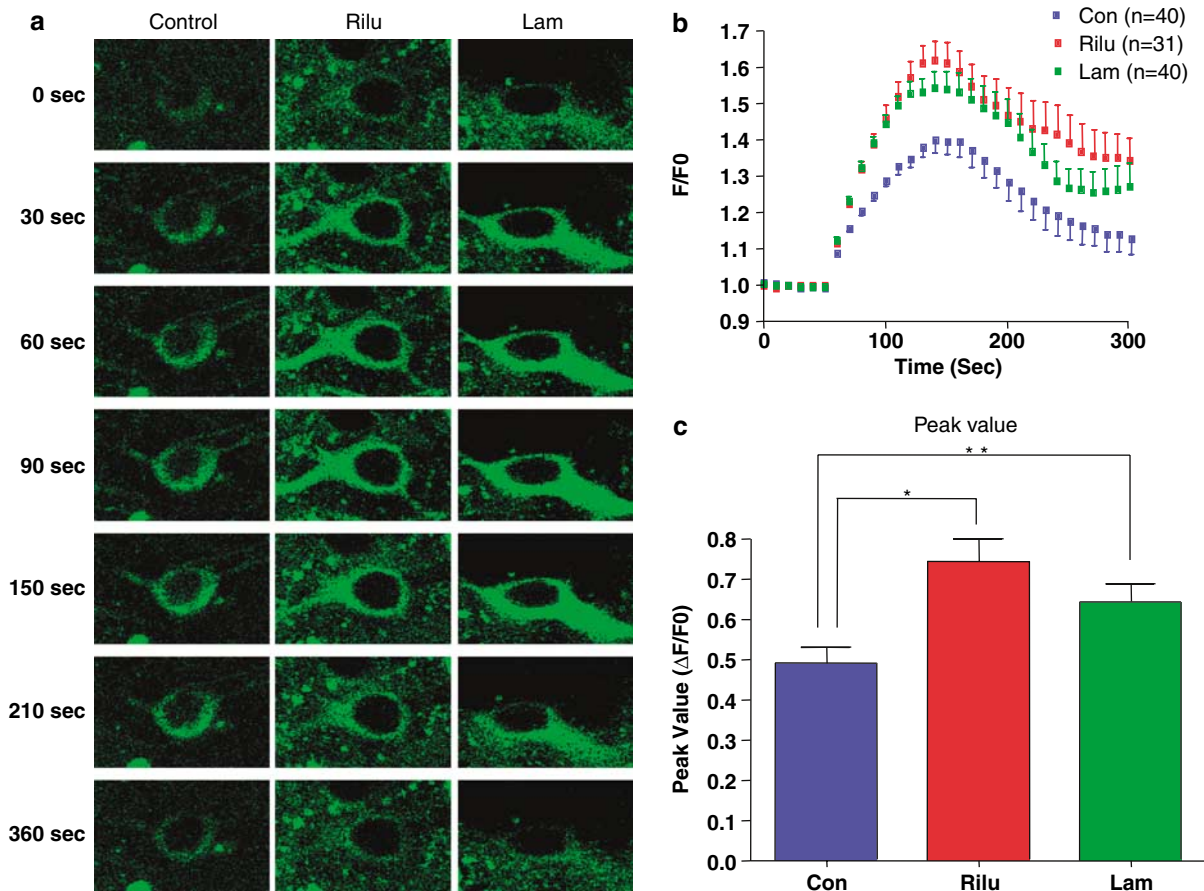 a
Control Rilu Lam
0 sec
30 sec
60 sec
90 sec
150 sec
210 sec
360 sec
b
Con (n=40)
Rilu (n=31)
Lam (n=40)
1.7
1.6
1.5
1.4
1.3
1.2
1.1
1.0
0.9
F/F0
0 100 200 300
Time (Sec)
c
Peak value
* *
*
0.8
0.7
0.6
0.5
0.4
0.3
0.2
0.1
0.0
Peak Value (ΔF/F0)
Con Rilu Lam